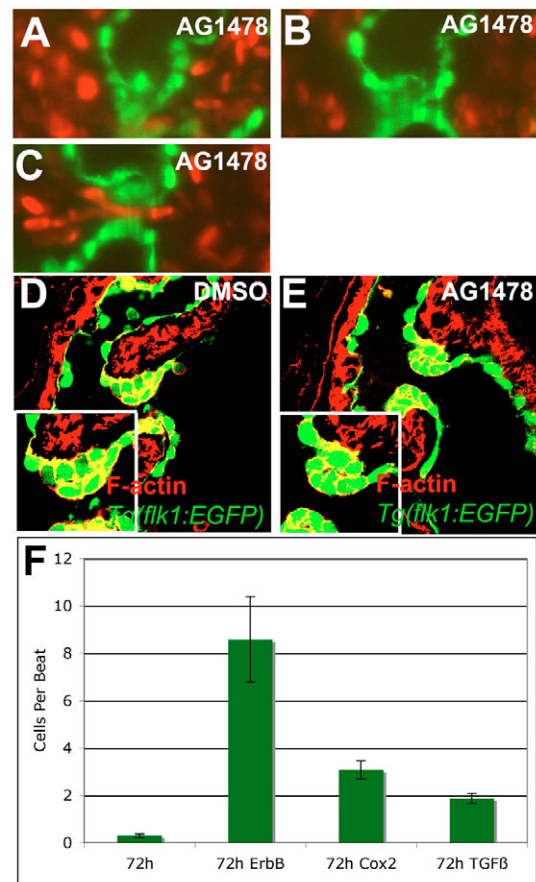 A AG1478
B AG1478
C AG1478
D DMSO
E AG1478
F-actin
Tg(flk1:EGFP)
F-actin
Tg(flk1:EGFP)
F
12
10
8
6
4
2
0
Cells Per Beat
72h
72h ErbB
72h Cox2
72h TGFß